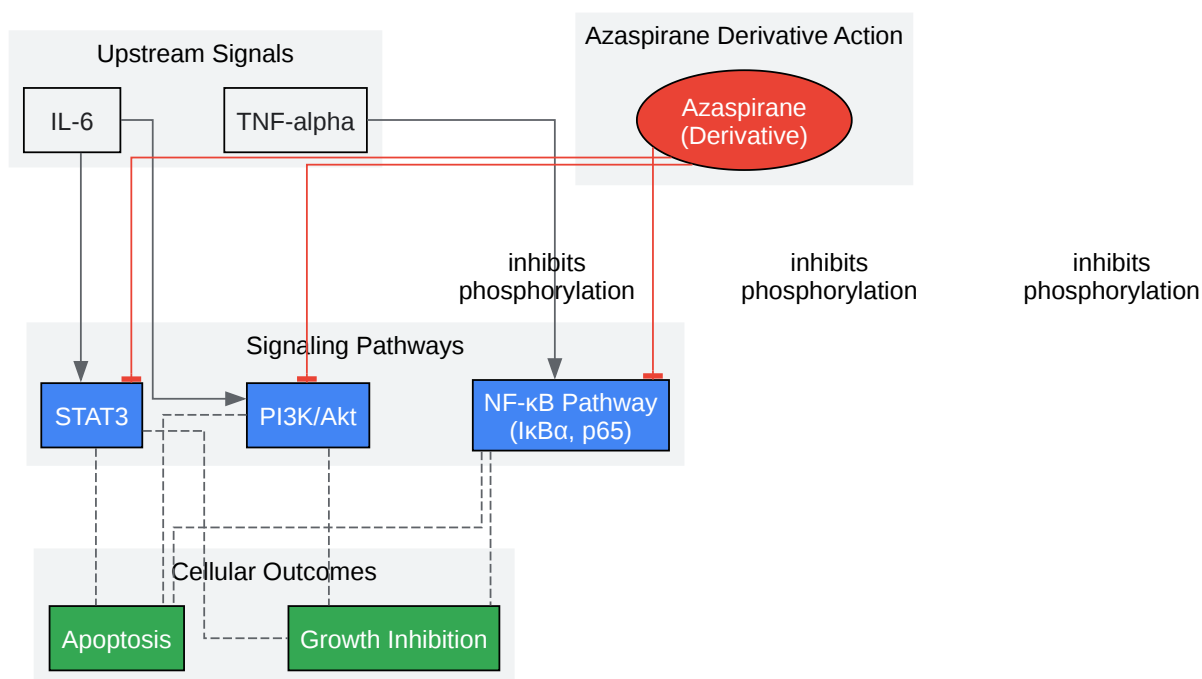 Azaspirane Derivative Action
Upstream Signals
IL-6
TNF-alpha
Azaspirane
(Derivative)
inhibits
phosphorylation
inhibits
phosphorylation
inhibits
phosphorylation
Signaling Pathways
STAT3
PI3K/Akt
NF-κB Pathway
(IκBα, p65)
Cellular Outcomes
Apoptosis
Growth Inhibition